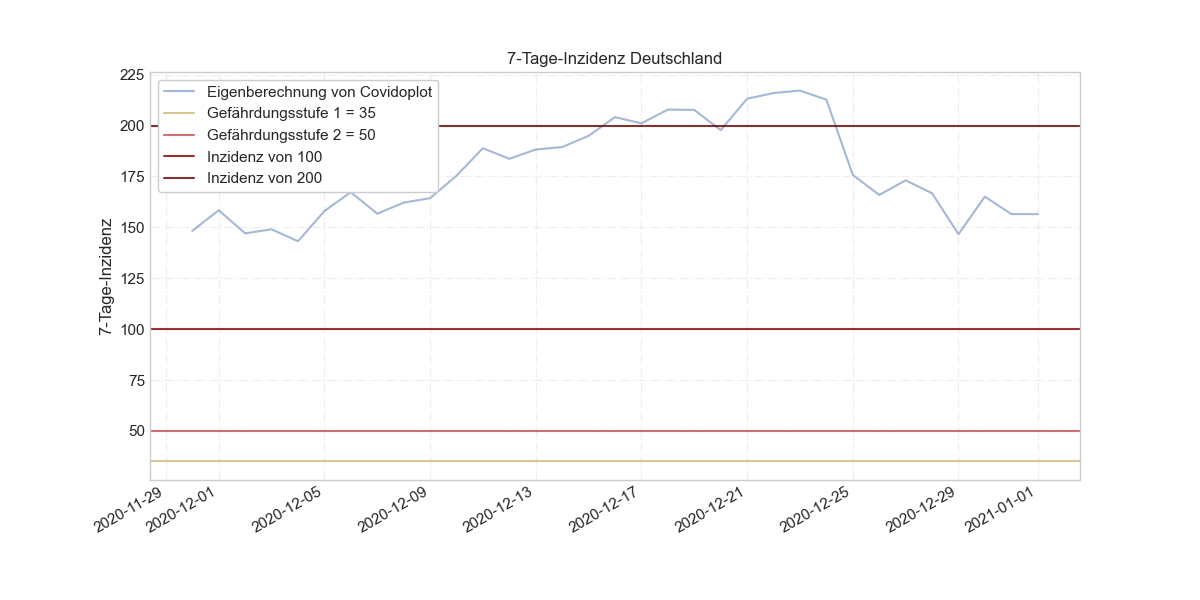 7-Tage-Inzidenz Deutschland
225
200
175
150
125
100
75
50
7-Tage-Inzidenz
Eigenberechnung von Covidoplot
Gefährdungsstufe 1 = 35
Gefährdungsstufe 2 = 50
Inzidenz von 100
Inzidenz von 200
2020-11-29
2020-12-01
2020-12-05
2020-12-09
2020-12-13
2020-12-17
2020-12-21
2020-12-25
2020-12-29
2021-01-01